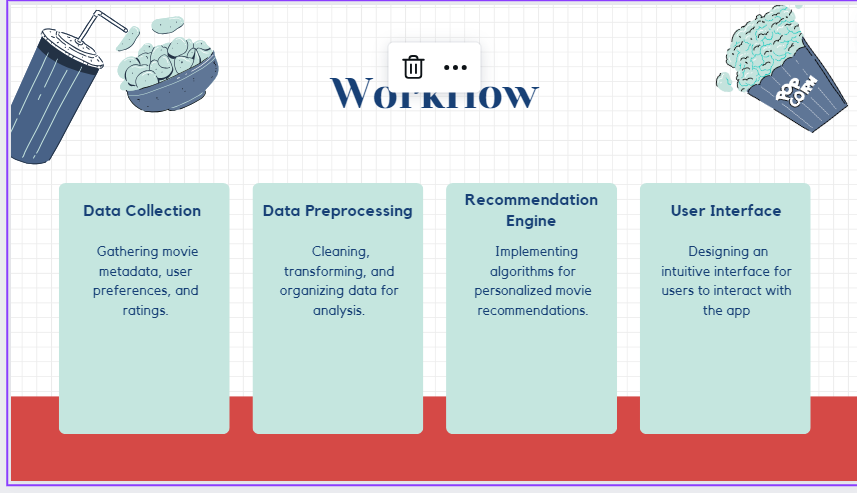 Workflow
POP
CORN
Data Collection
Gathering movie
metadata, user
preferences, and
ratings.
Data Preprocessing
Cleaning,
transforming, and
organizing data for
analysis.
Recommendation
Engine
Implementing
algorithms for
personalized movie
recommendations.
User Interface
Designing an
intuitive interface for
users to interact with
the app